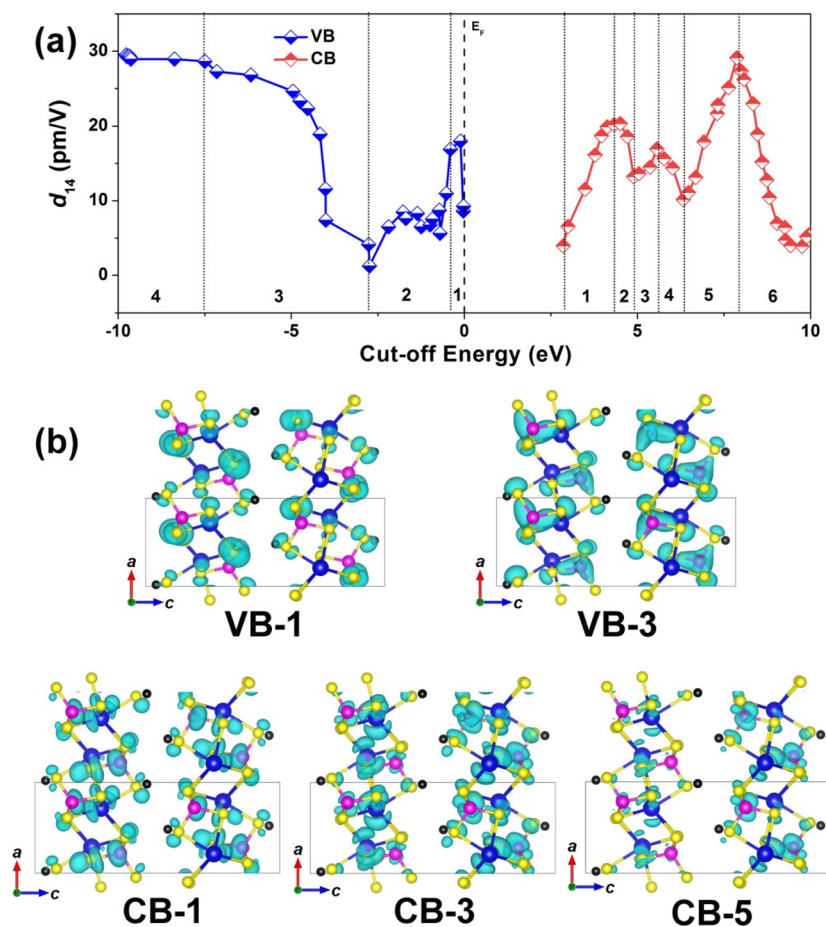 (a)
VB
CB
E_F
d14 (pm/V)
30
20
10
0
4 3 2 1 1 2 3 4 5 6
-10 -5 0 5 10
Cut-off Energy (eV)
(b)
a c a c
VB-1 VB-3
a c a c a c
CB-1 CB-3 CB-5